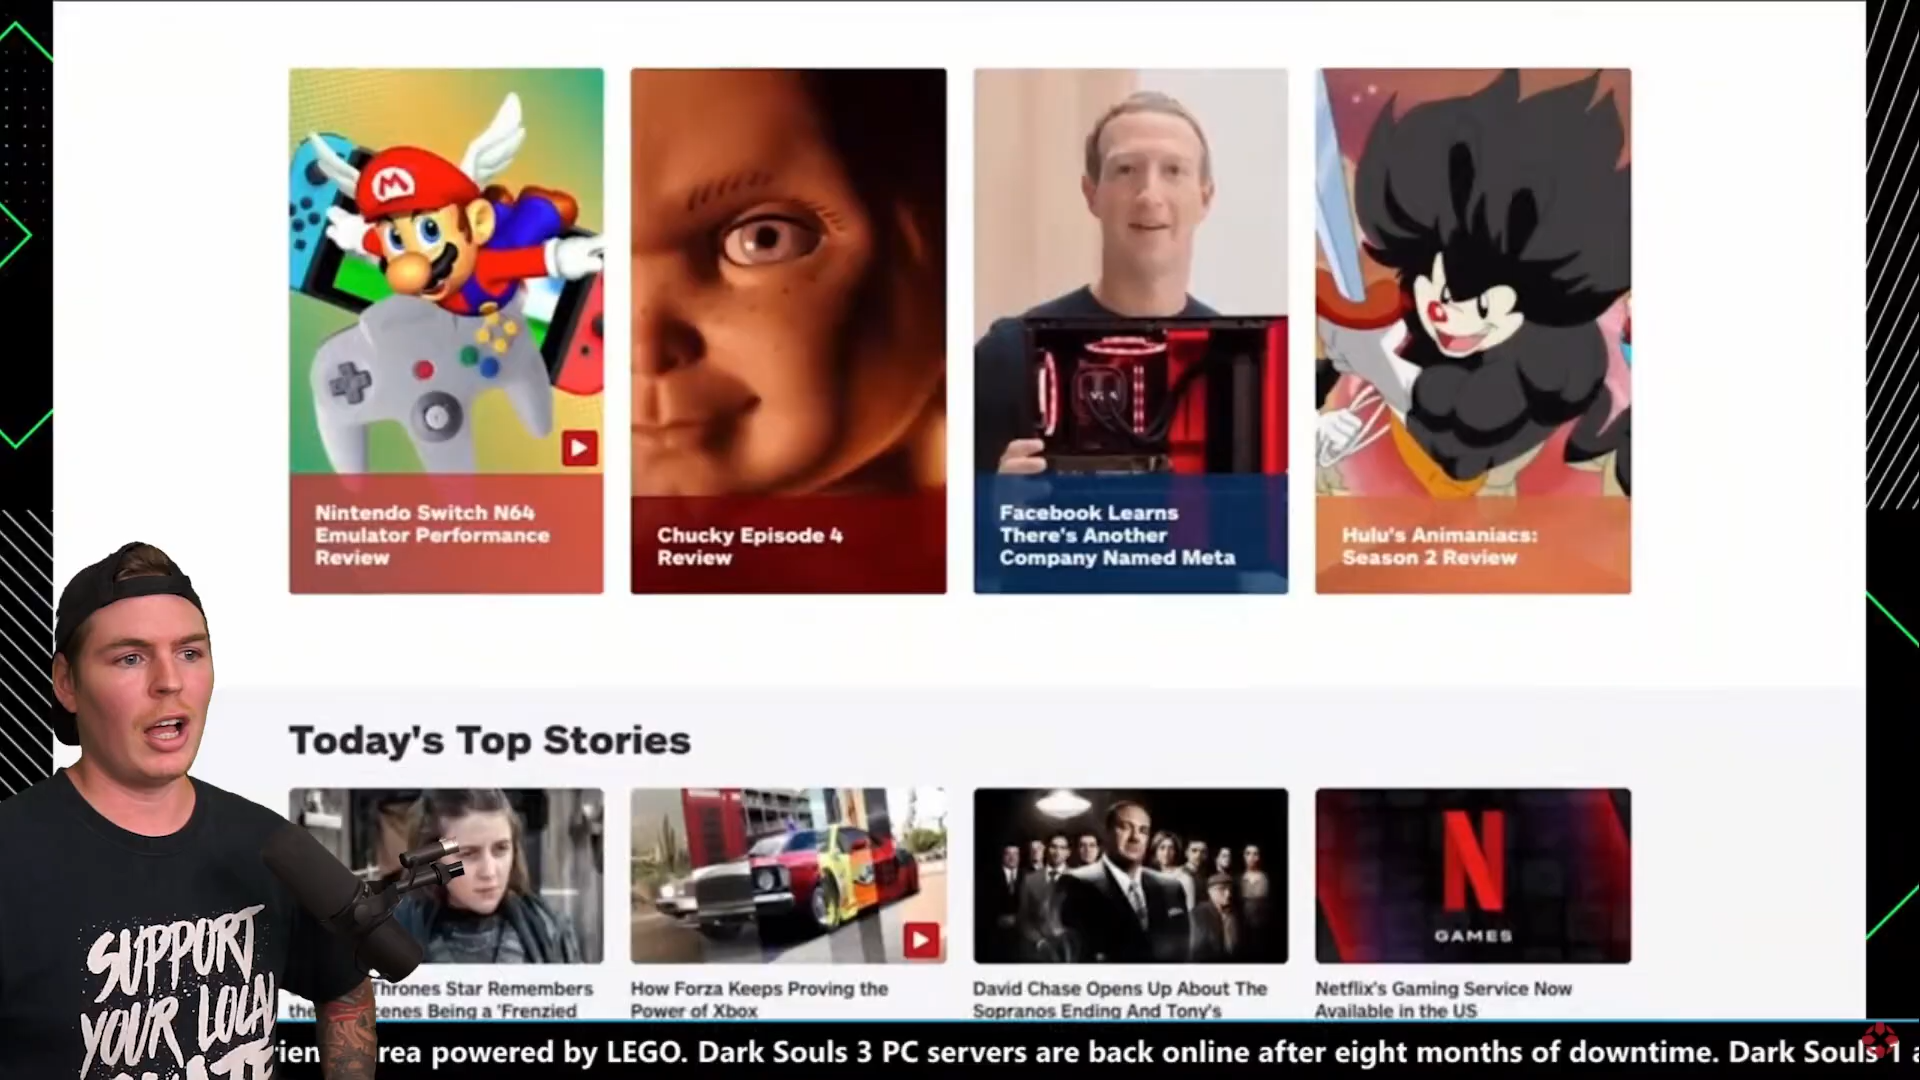 M
Nintendo Switch N64
Emulator Performance
Review
Chucky Episode 4
Review
Facebook Learns
There's Another
Company Named Meta
Hulu's Animaniacs:
Season 2 Review
Today's Top Stories
N
GAMES
Thrones Star Remembers
the
Being a 'Frenzied
How Forza Keeps Proving the
Power of Xbox
David Chase Opens Up About The
Sopranos Ending And Tony's
Netflix's Gaming Service Now
Available in the US
SUPPORT
YOUR LOCAL
powered by LEGO. Dark Souls 3 PC servers are back online after eight months of downtime. Dark Souls 1